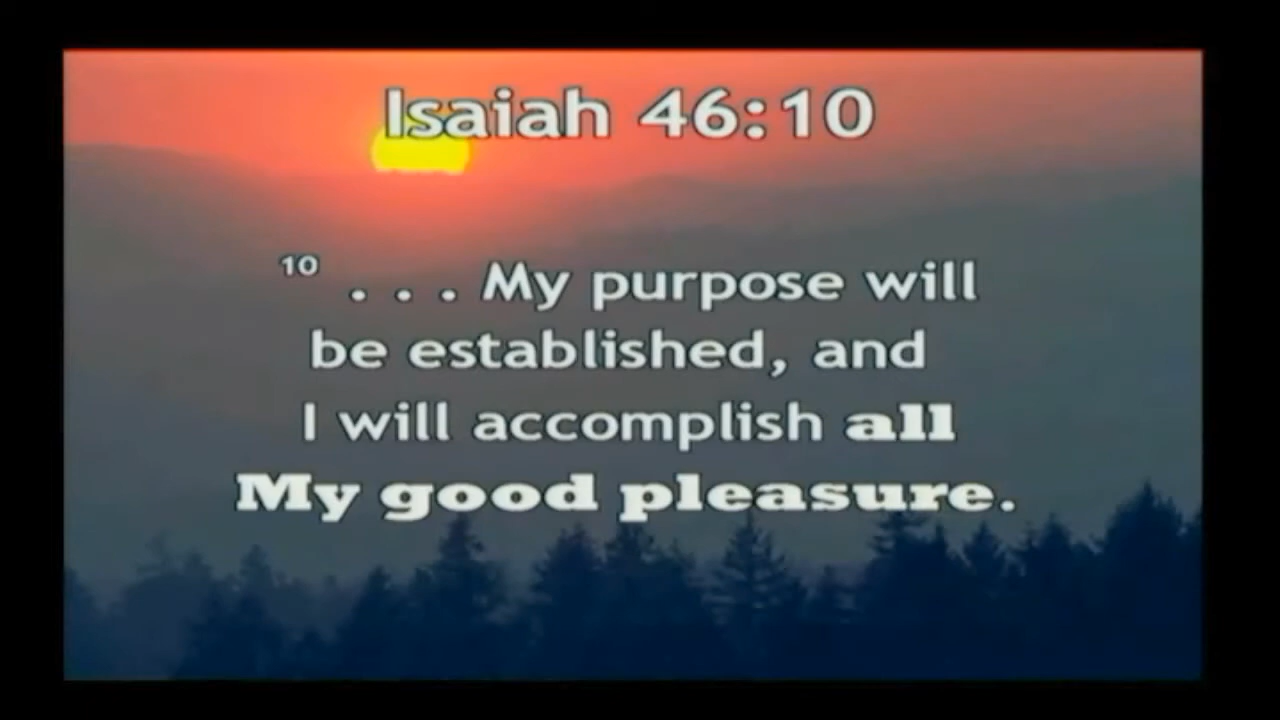 Isaiah 46:10
10 . . . My purpose will
be established, and
I will accomplish all
My good pleasure.